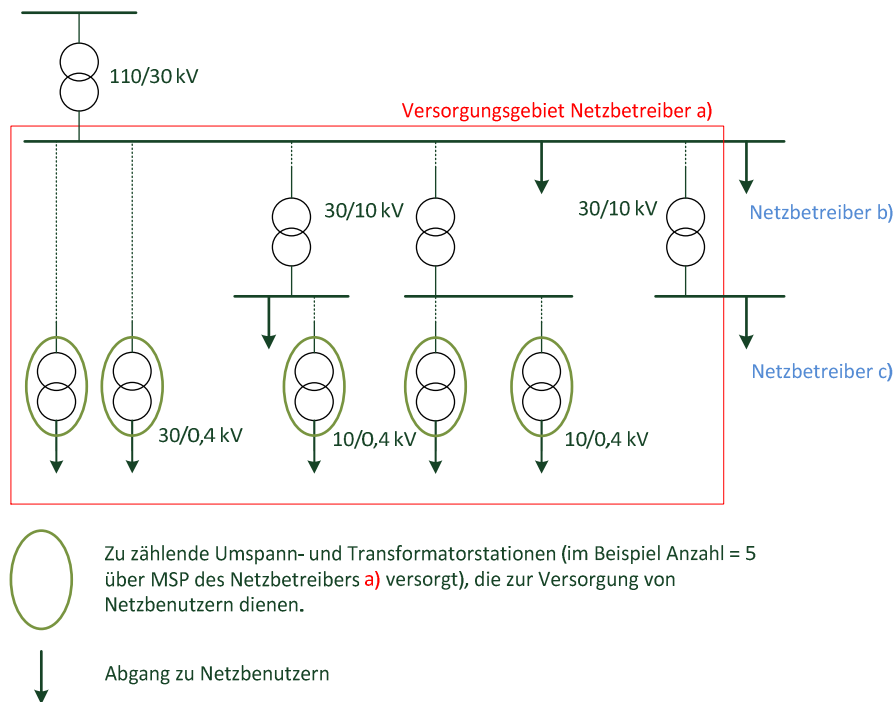 110/30 kV
Versorgungsgebiet Netzbetreiber a)
30/10 kV
30/10 kV
Netzbetreiber b)
Netzbetreiber c)
30/0,4 kV
10/0,4 kV
10/0,4 kV
Zu zählende Umspann- und Transformatorstationen (im Beispiel Anzahl = 5
über MSP des Netzbetreibers a) versorgt), die zur Versorgung von
Netzbenutzern dienen.
Abgang zu Netzbenutzern